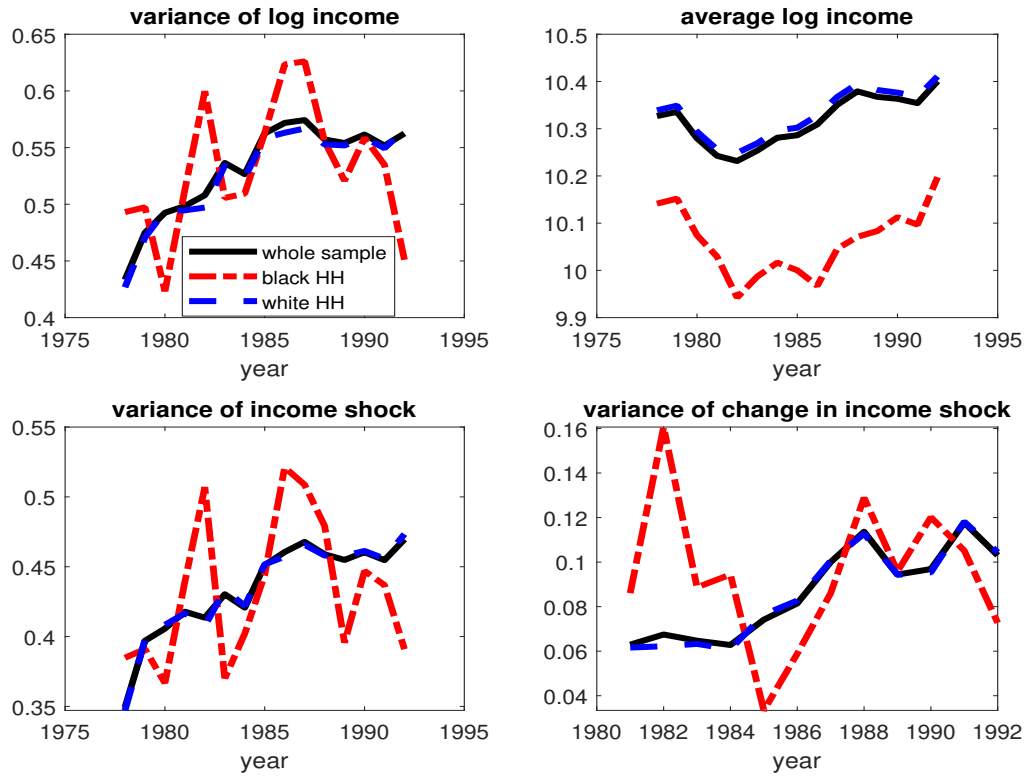 variance of log income
0.65
0.6
0.55
0.5
0.45
0.4
whole sample
black HH
white HH
1975 1980 1985 1990 1995
year
average log income
10.5
10.4
10.3
10.2
10.1
10
9.9
1975 1980 1985 1990 1995
year
variance of income shock
0.55
0.5
0.45
0.4
0.35
1975 1980 1985 1990 1995
year
variance of change in income shock
0.16
0.14
0.12
0.1
0.08
0.06
0.04
1980 1982 1984 1986 1988 1990 1992
year